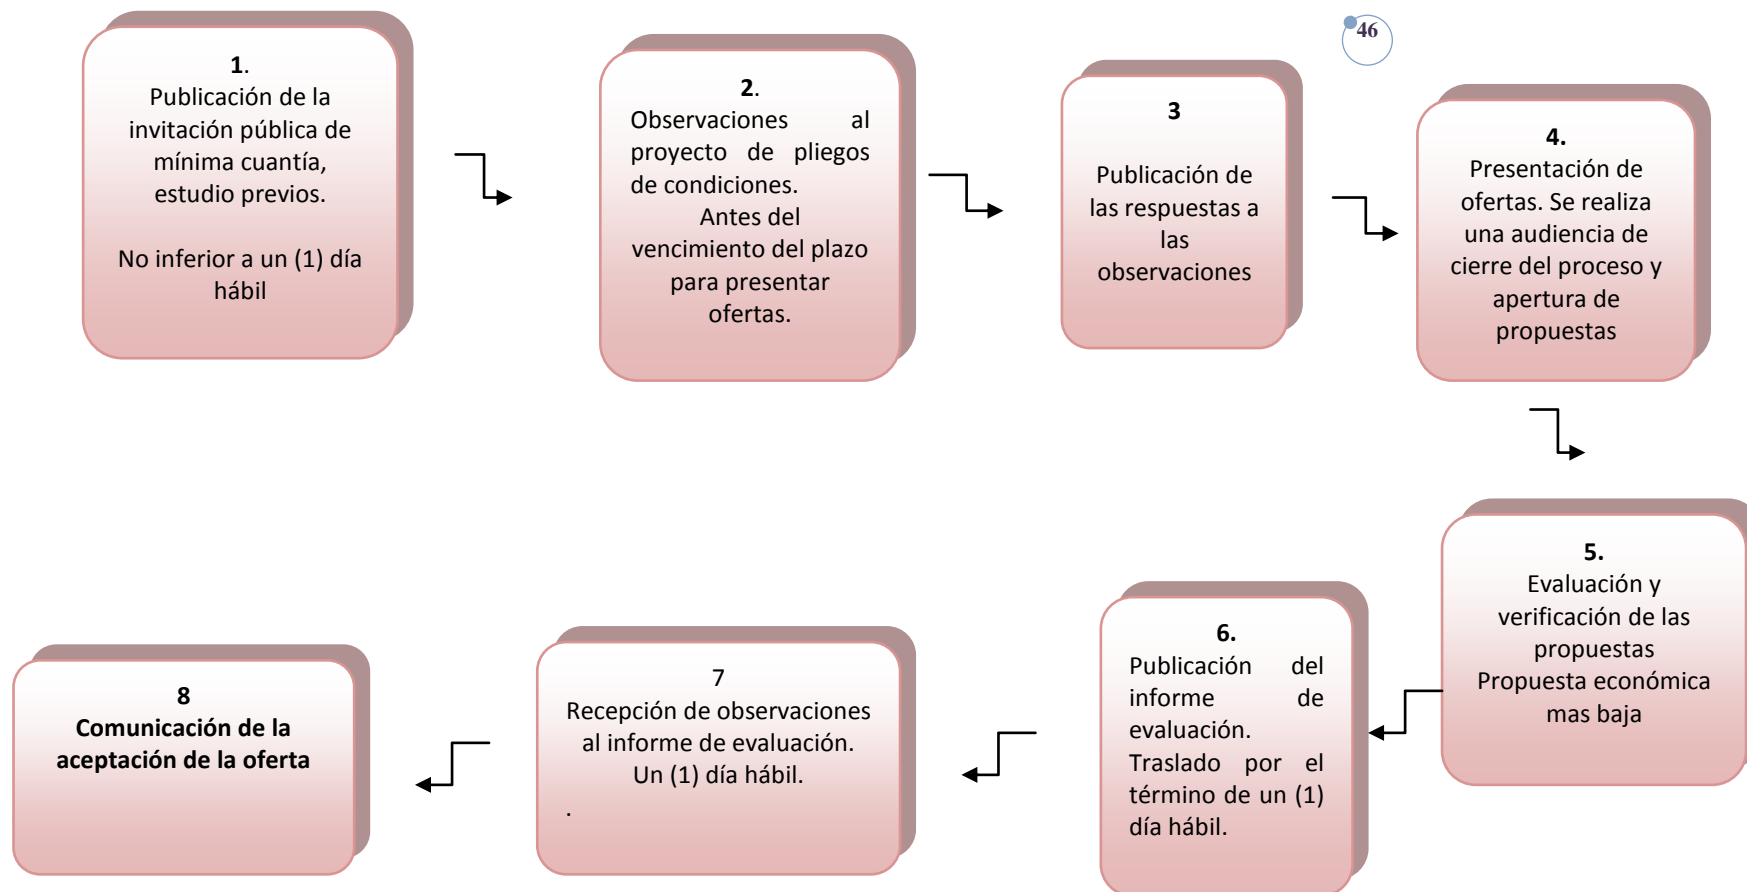 46
1.
Publicación de la
invitación pública de
mínima cuantía,
estudio previos.
No inferior a un (1) día
hábil
2.
Observaciones al
proyecto de pliegos
de condiciones.
Antes del
vencimiento del plazo
para presentar
ofertas.
3
Publicación de
las respuestas a
las
observaciones
4.
Presentación de
ofertas. Se realiza
una audiencia de
cierre del proceso y
apertura de
propuestas
5.
Evaluación y
verificación de las
propuestas
Propuesta económica
mas baja
6.
Publicación del
informe de
evaluación.
Traslado por el
término de un (1)
día hábil.
7
Recepción de observaciones
al informe de evaluación.
Un (1) día hábil.
.
8
Comunicación de la
aceptación de la oferta